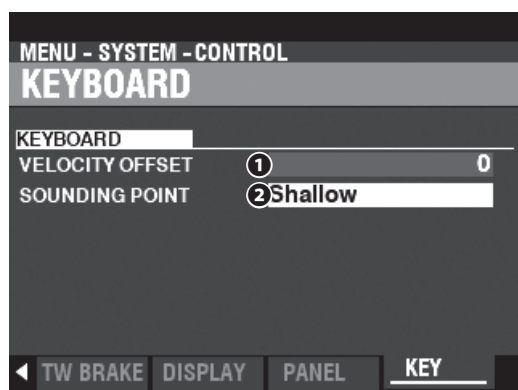 MENU - SYSTEM - CONTROL
KEYBOARD
KEYBOARD
VELOCITY OFFSET 1 0
SOUNDING POINT 2 Shallow
◀ TW BRAKE DISPLAY PANEL KEY